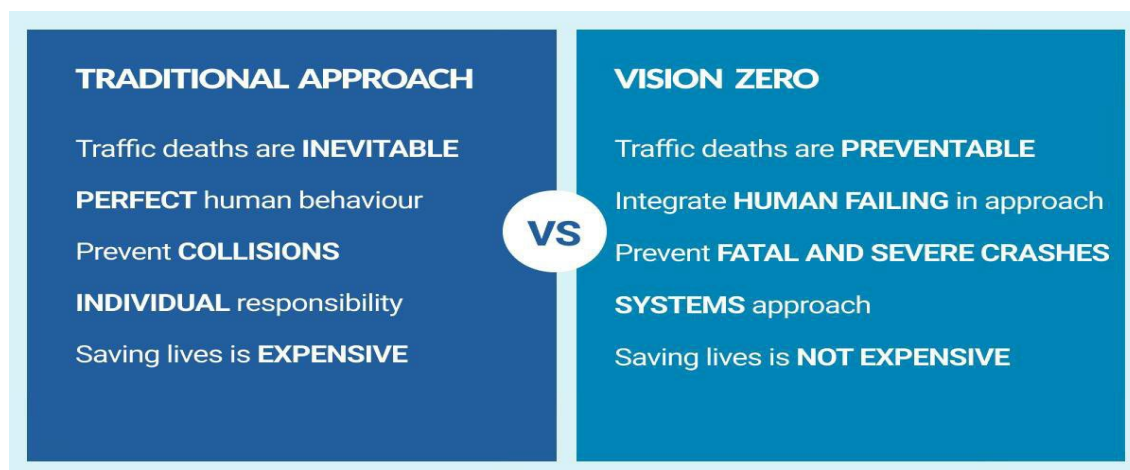 TRADITIONAL APPROACH
Traffic deaths are INEVITABLE
PERFECT human behaviour
Prevent COLLISIONS
INDIVIDUAL responsibility
Saving lives is EXPENSIVE
VS
VISION ZERO
Traffic deaths are PREVENTABLE
Integrate HUMAN FAILING in approach
Prevent FATAL AND SEVERE CRASHES
SYSTEMS approach
Saving lives is NOT EXPENSIVE